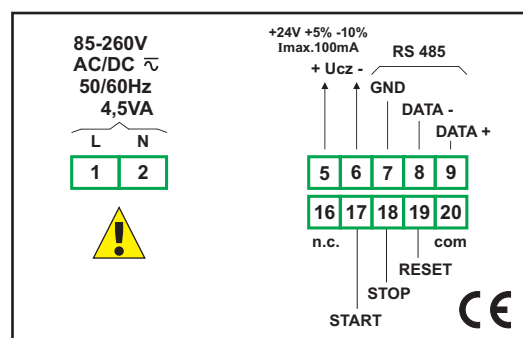 85-260V
AC/DC
50/60Hz
4,5VA
L N
1 2
+24V +5% -10%
Imax.100mA
+ Ucz -
RS 485
GND
DATA -
DATA +
5 6 7 8 9
16 17 18 19 20
n.c. com
RESET
STOP
START
CE